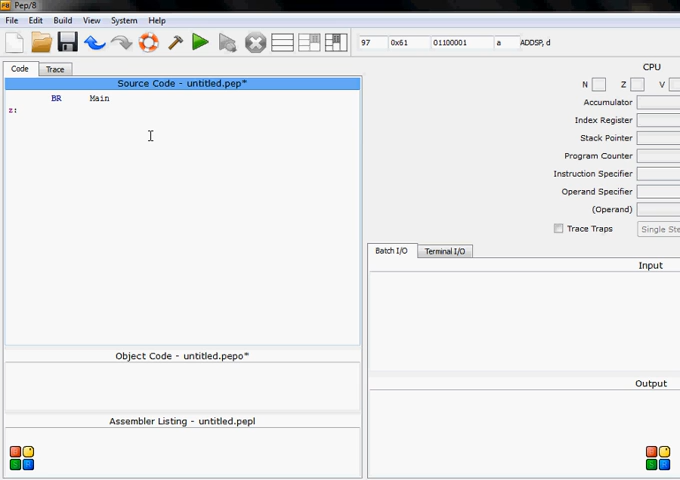 Pep/8
File Edit Build View System Help
97 0x61 01100001 a ADDSP, d
Code Trace
Source Code - untitled.pep*
BR Main
z:
Object Code - untitled.pepo*
Assembler Listing - untitled.pepl
CPU
N Z V
Accumulator
Index Register
Stack Pointer
Program Counter
Instruction Specifier
Operand Specifier
(Operand)
Trace Traps Single Ste
Batch I/O Terminal I/O
Input
Output